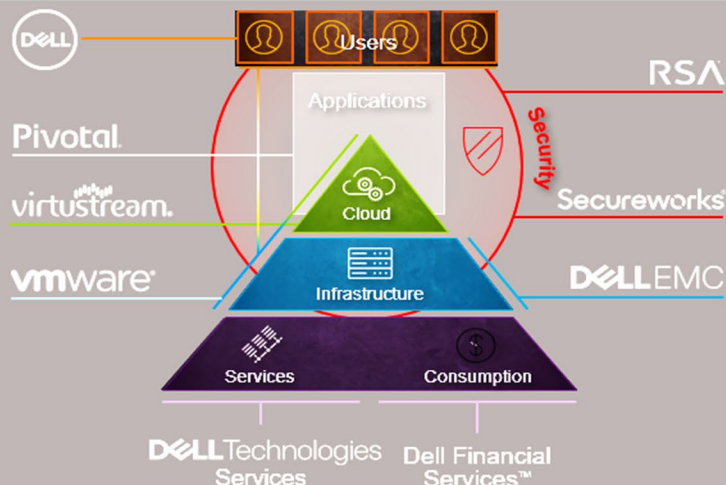 DELL
Users
RSA
Applications
Pivotal.
Security
virtustream.
Cloud
Secureworks
vmware®
Infrastructure
DELLEMC
Services
Consumption
DELLTechnologies
Services
Dell Financial
Services™